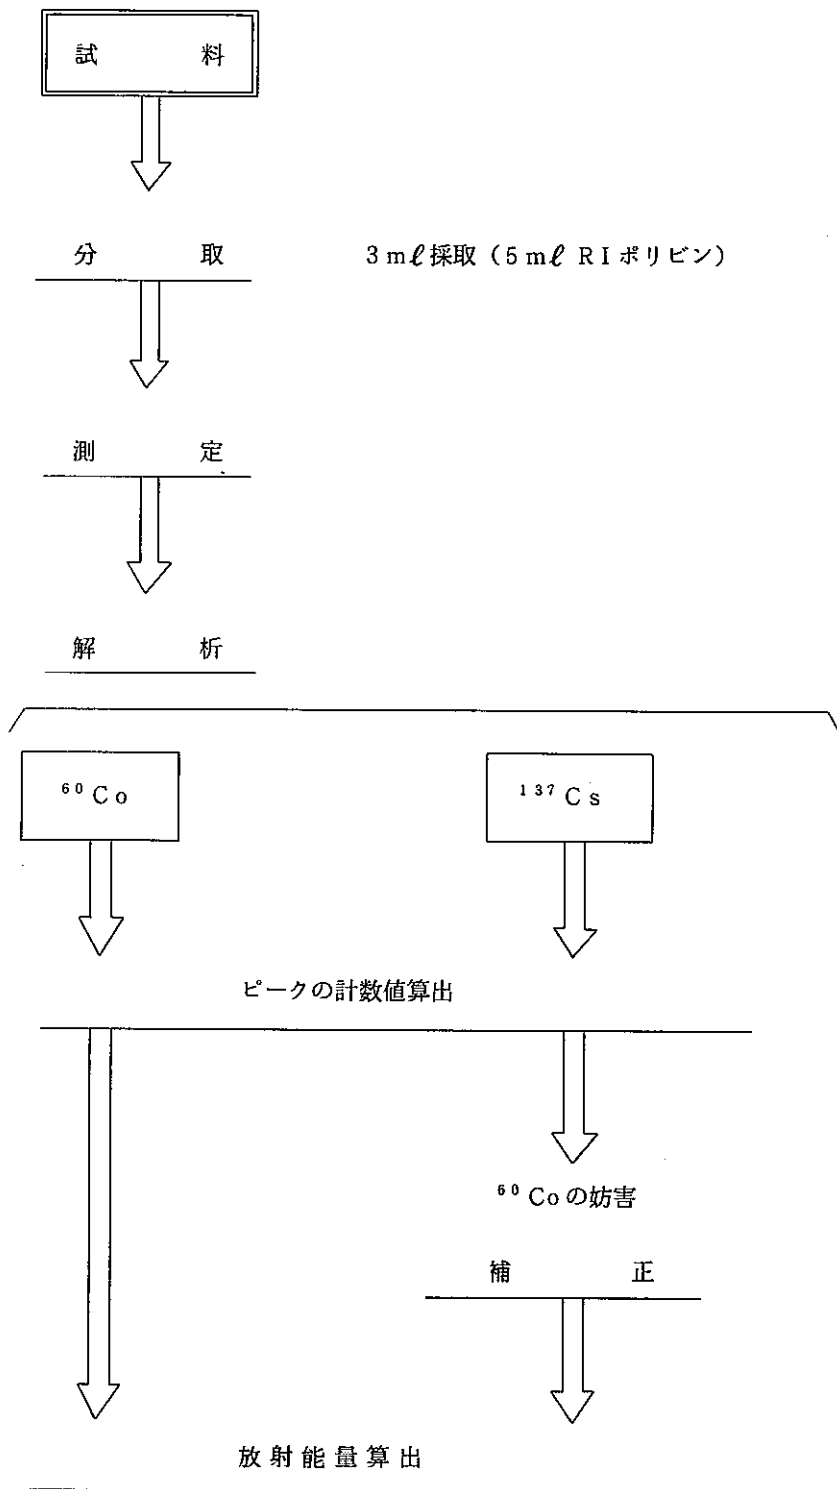 試料
分取 3mℓ採取（5mℓ RIポリビン）
測定
解析
⁶⁰Co ¹³⁷Cs
ピークの計数値算出
⁶⁰Coの妨害
補正
放射能量算出